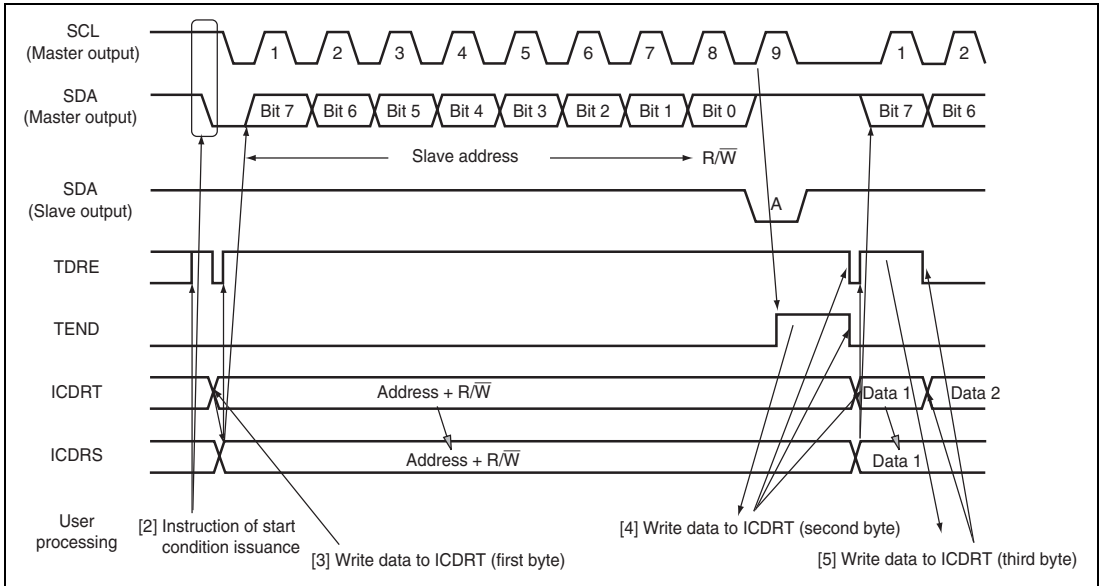 SCL
(Master output)
1 2 3 4 5 6 7 8 9 1 2
SDA
(Master output)
Bit 7 Bit 6 Bit 5 Bit 4 Bit 3 Bit 2 Bit 1 Bit 0 Bit 7 Bit 6
Slave address R/W̅
SDA
(Slave output)
A
TDRE
TEND
ICDRT
Address + R/W̅ Data 1 Data 2
ICDRS
Address + R/W̅ Data 1
User
processing
[2] Instruction of start
condition issuance
[3] Write data to ICDRT (first byte)
[4] Write data to ICDRT (second byte)
[5] Write data to ICDRT (third byte)